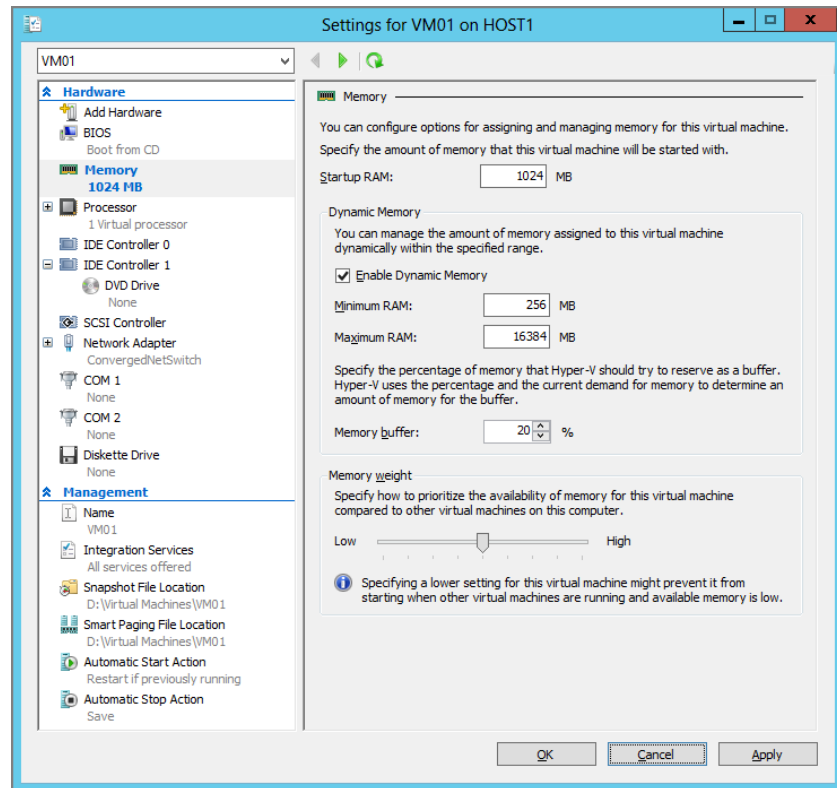 Settings for VM01 on HOST1
VM01
Hardware
Add Hardware
BIOS
Boot from CD
Memory
1024 MB
Processor
1 Virtual processor
IDE Controller 0
IDE Controller 1
DVD Drive
None
SCSI Controller
Network Adapter
ConvergedNetSwitch
COM 1
None
COM 2
None
Diskette Drive
None
Management
Name
VM01
Integration Services
All services offered
Snapshot File Location
D:\Virtual Machines\VM01
Smart Paging File Location
D:\Virtual Machines\VM01
Automatic Start Action
Restart if previously running
Automatic Stop Action
Save
Memory
You can configure options for assigning and managing memory for this virtual machine.
Specify the amount of memory that this virtual machine will be started with.
Startup RAM: 1024 MB
Dynamic Memory
You can manage the amount of memory assigned to this virtual machine
dynamically within the specified range.
Enable Dynamic Memory
Minimum RAM: 256 MB
Maximum RAM: 16384 MB
Specify the percentage of memory that Hyper-V should try to reserve as a buffer.
Hyper-V uses the percentage and the current demand for memory to determine an
amount of memory for the buffer.
Memory buffer: 20 %
Memory weight
Specify how to prioritize the availability of memory for this virtual machine
compared to other virtual machines on this computer.
Low High
Specifying a lower setting for this virtual machine might prevent it from
starting when other virtual machines are running and available memory is low.
OK Cancel Apply